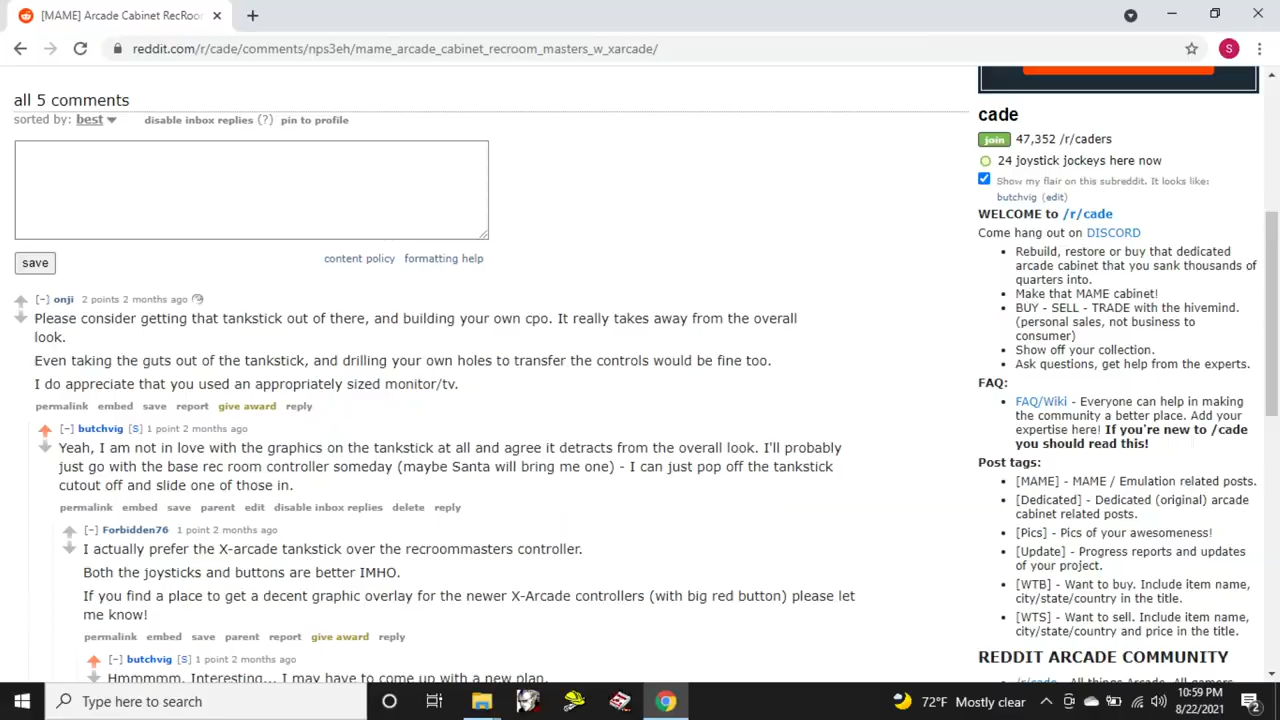 [MAME] Arcade Cabinet RecRoom
reddit.com/r/cade/comments/nps3eh/mame_arcade_cabinet_recroom_masters_w_xarcade/
S
all 5 comments
sorted by: best
disable inbox replies (?) pin to profile
save
content policy formatting help
[–] onji 2 points 2 months ago
Please consider getting that tankstick out of there, and building your own cpo. It really takes away from the overall
look.
Even taking the guts out of the tankstick, and drilling your own holes to transfer the controls would be fine too.
I do appreciate that you used an appropriately sized monitor/tv.
permalink embed save report give award reply
[–] butchvig [S] 1 point 2 months ago
Yeah, I am not in love with the graphics on the tankstick at all and agree it detracts from the overall look. I'll probably
just go with the base rec room controller someday (maybe Santa will bring me one) - I can just pop off the tankstick
cutout off and slide one of those in.
permalink embed save parent edit disable inbox replies delete reply
[–] Forbidden76 1 point 2 months ago
I actually prefer the X-arcade tankstick over the recroommasters controller.
Both the joysticks and buttons are better IMHO.
If you find a place to get a decent graphic overlay for the newer X-Arcade controllers (with big red button) please let
me know!
permalink embed save parent report give award reply
[–] butchvig [S] 1 point 2 months ago
Hmmmmm. Interesting... I may have to come up with a new plan.
cade
join 47,352 /r/caders
24 joystick jockeys here now
Show my flair on this subreddit. It looks like:
butchvig (edit)
WELCOME to /r/cade
Come hang out on DISCORD
Rebuild, restore or buy that dedicated
arcade cabinet that you sank thousands of
quarters into.
Make that MAME cabinet!
BUY - SELL - TRADE with the hivemind.
(personal sales, not business to
consumer)
Show off your collection.
Ask questions, get help from the experts.
FAQ:
FAQ/Wiki - Everyone can help in making
the community a better place. Add your
expertise here! If you're new to /cade
you should read this!
Post tags:
[MAME] - MAME / Emulation related posts.
[Dedicated] - Dedicated (original) arcade
cabinet related posts.
[Pics] - Pics of your awesomeness!
[Update] - Progress reports and updates
of your project.
[WTB] - Want to buy. Include item name,
city/state/country in the title.
[WTS] - Want to sell. Include item name,
city/state/country and price in the title.
REDDIT ARCADE COMMUNITY
/r/cade - All things Arcade. All gamers
Type here to search
72°F Mostly clear
10:59 PM
8/22/2021
2